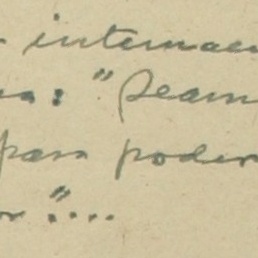 internac
: "Seam
para poder
"....